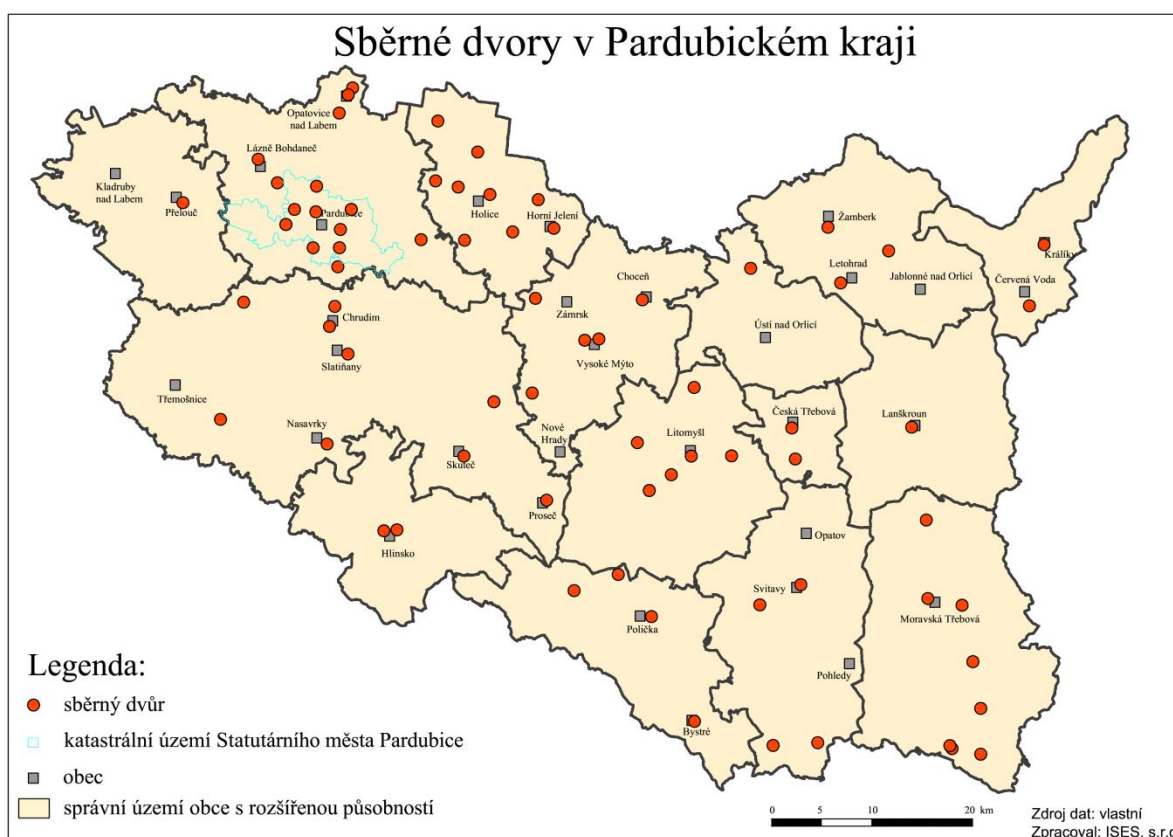 Sběrné dvory v Pardubickém kraji
Opatovice
nad Labem
Lázně Bohdaneč
Kladruby
nad Labem
Přelouč
Pardubice
Holice
Horní Jelení
Žamberk
Králíky
Letohrad
Jablonné nad Orlicí
Červená Voda
Choceň
Zámrsk
Chrudim
Ústí nad Orlicí
Vysoké Mýto
Slatiňany
Třemošnice
Česká Třebová
Lanškroun
Nasavrky
Nové
Hrady
Litomyšl
Skuteč
Proseč
Opatov
Hlinsko
Svitavy
Moravská Třebová
Polička
Pohledy
Bystré
Legenda:
sběrný dvůr
katastrální území Statutárního města Pardubice
obec
správní území obce s rozšířenou působností
0 5 10 20 km
Zdroj dat: vlastní
Zpracoval: ISES, s.r.o